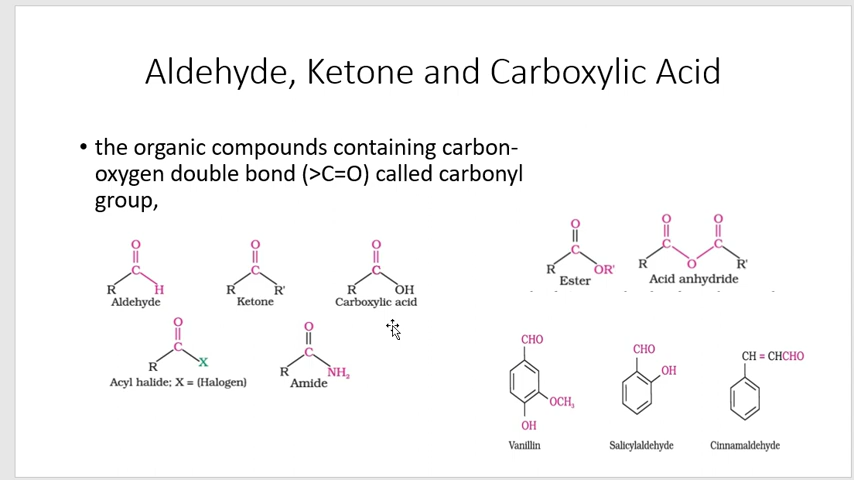 Aldehyde, Ketone and Carboxylic Acid
• the organic compounds containing carbon-
oxygen double bond (>C=O) called carbonyl
group,
O
C
R H
Aldehyde
O
C
R R'
Ketone
O
C
R OH
Carboxylic acid
O
C
R OR'
Ester
O O
C C
R O R'
Acid anhydride
O
C
R X
Acyl halide; X = (Halogen)
O
C
R NH₂
Amide
CHO
OCH₃
OH
Vanillin
CHO
OH
Salicylaldehyde
CH = CHCHO
Cinnamaldehyde